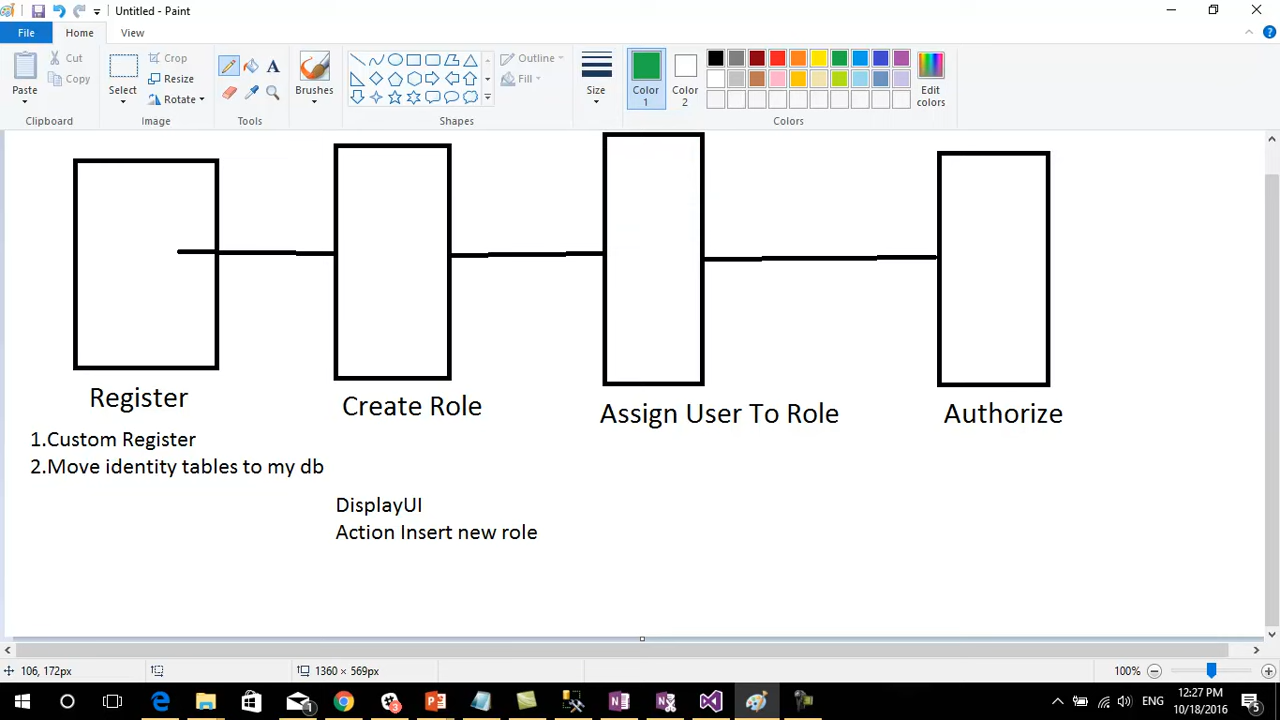 Untitled - Paint
File
Home
View
Paste
Cut
Copy
Clipboard
Select
Crop
Resize
Rotate
Image
A
Tools
Brushes
Outline
Fill
Shapes
Size
Color 1
Color 2
Edit colors
Colors
Register
Create Role
Assign User To Role
Authorize
1.Custom Register
2.Move identity tables to my db
DisplayUI
Action Insert new role
106, 172px
1360 × 569px
100%
1
3
ENG
12:27 PM
10/18/2016
5